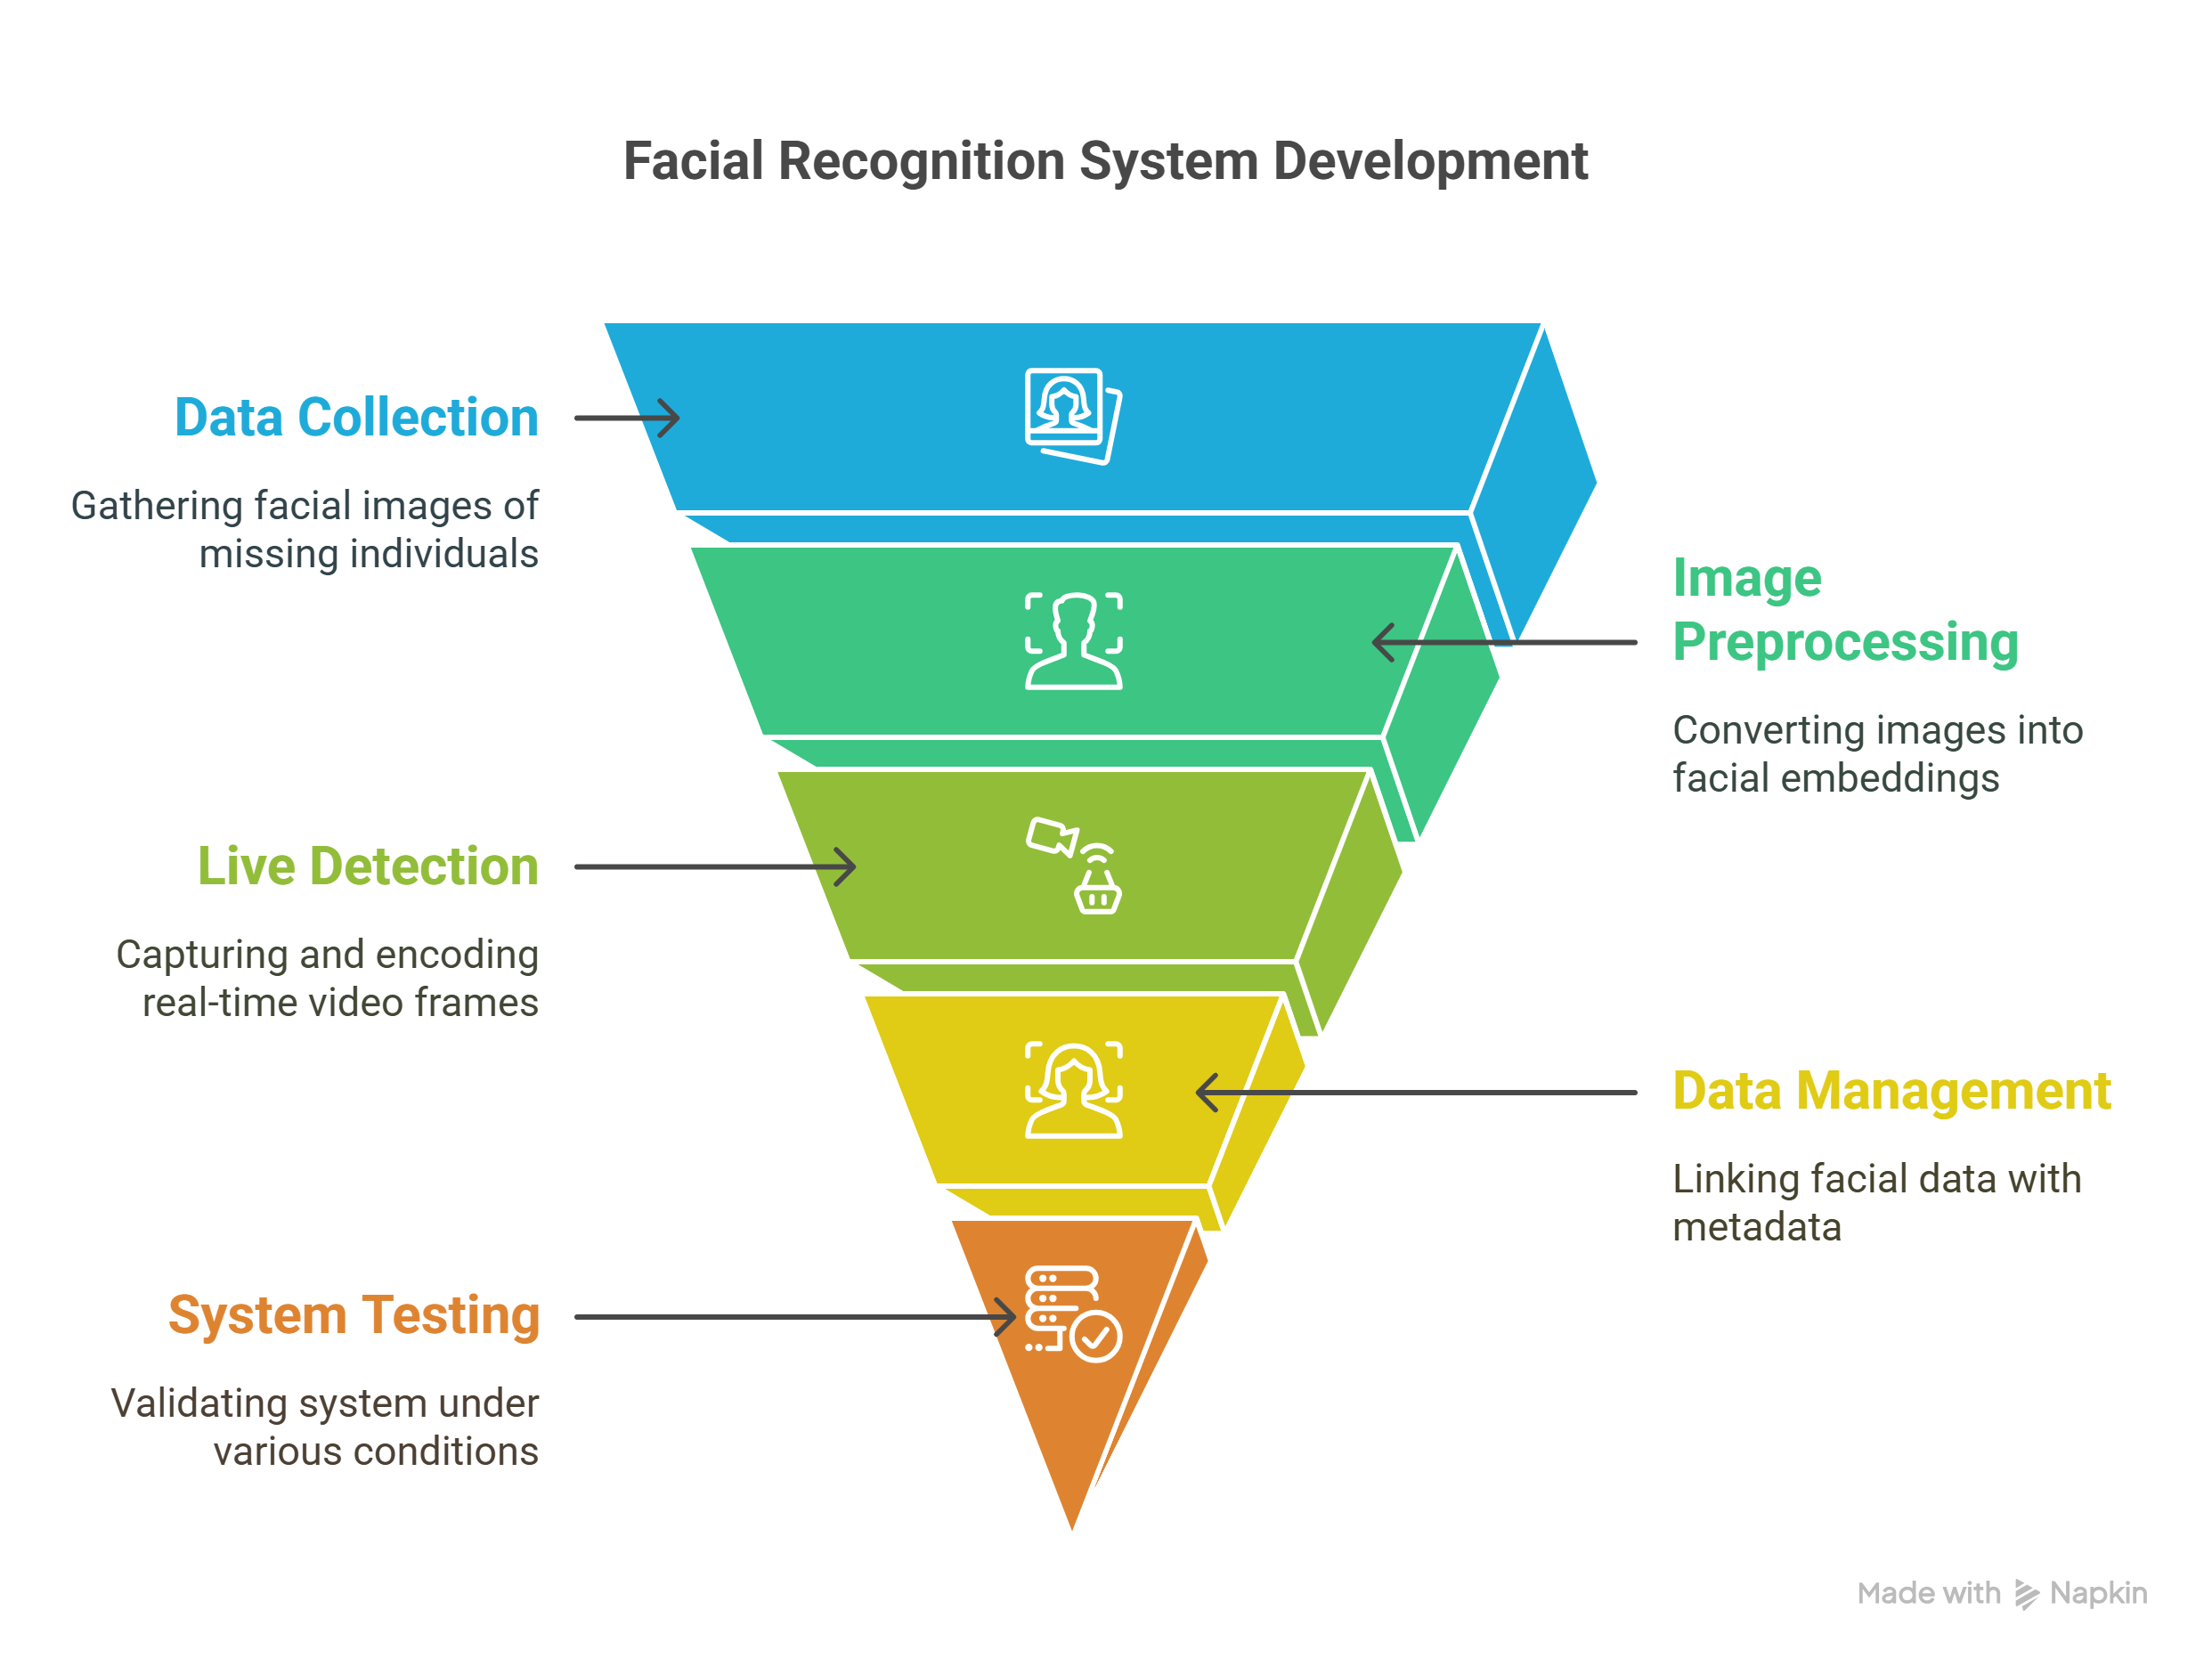 Facial Recognition System Development
Data Collection
Gathering facial images of
missing individuals
Image
Preprocessing
Converting images into
facial embeddings
Live Detection
Capturing and encoding
real-time video frames
Data Management
Linking facial data with
metadata
System Testing
Validating system under
various conditions
Made with Napkin